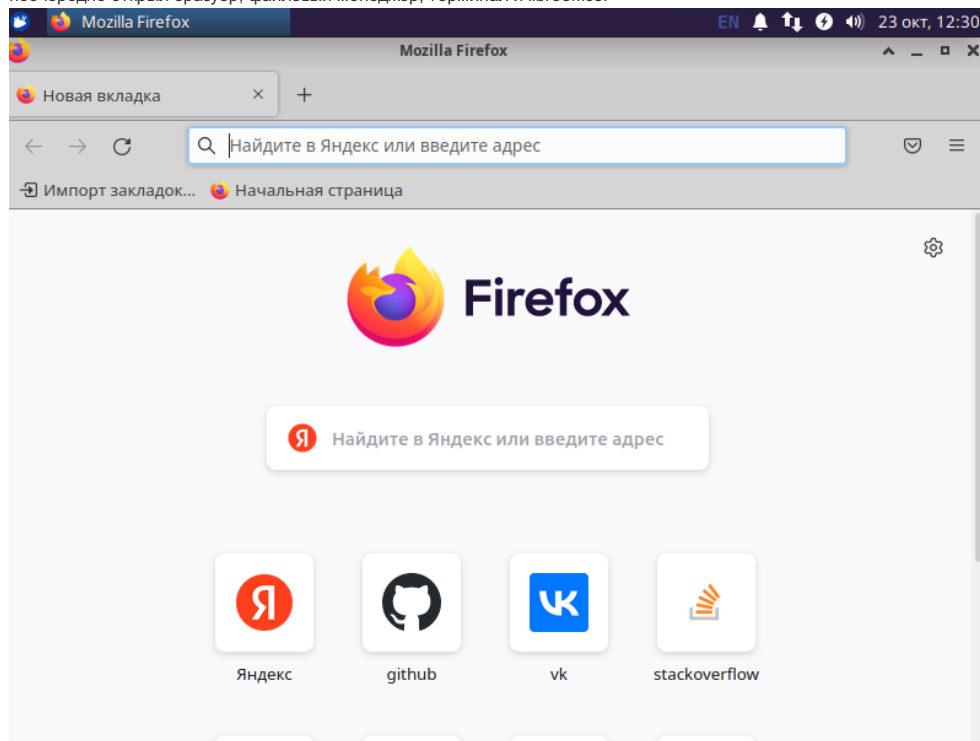 Mozilla Firefox EN 23 окт, 12:30
Mozilla Firefox
Новая вкладка
Найдите в Яндекс или введите адрес
Импорт закладок... Начальная страница
Firefox
Я Найдите в Яндекс или введите адрес
Я VK
Яндекс github vk stackoverflow